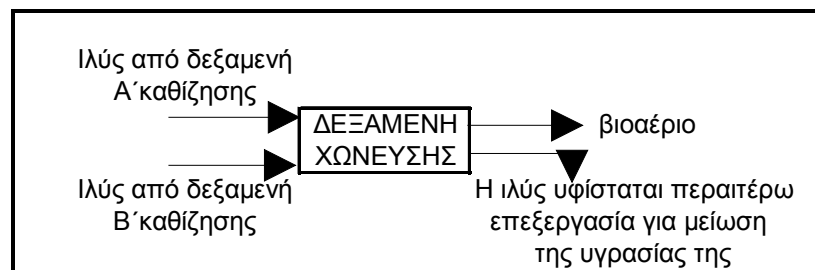 Ιλύς από δεξαμενή
Α΄καθίζησης
ΔΕΞΑΜΕΝΗ
ΧΩΝΕΥΣΗΣ
βιοαέριο
Ιλύς από δεξαμενή
Β΄καθίζησης
Η ιλύς υφίσταται περαιτέρω
επεξεργασία για μείωση
της υγρασίας της